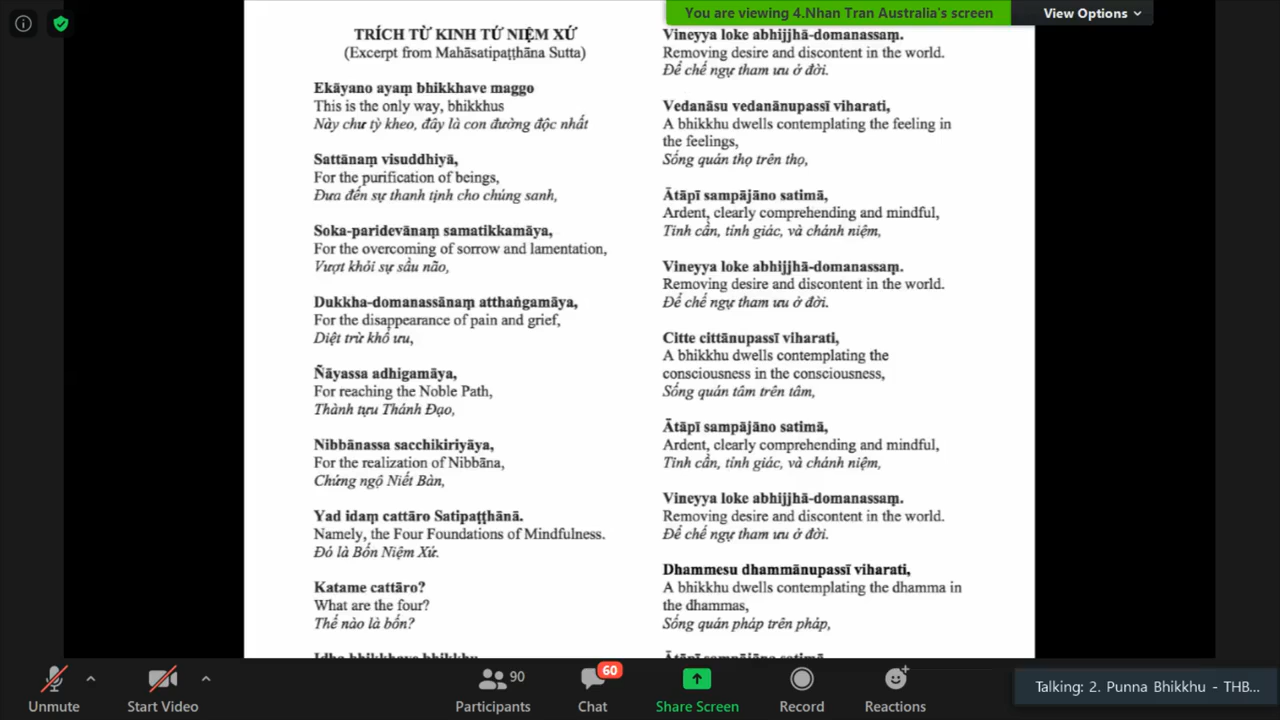 You are viewing 4.Nhan Tran Australia's screen
View Options
TRÍCH TỪ KINH TỨ NIỆM XỨ
(Excerpt from Mahāsatipaṭṭhāna Sutta)
Ekāyano ayaṃ bhikkhave maggo
This is the only way, bhikkhus
Này chư tỳ kheo, đây là con đường độc nhất
Sattānaṃ visuddhiyā,
For the purification of beings,
Đưa đến sự thanh tịnh cho chúng sanh,
Soka-paridevānaṃ samatikkamāya,
For the overcoming of sorrow and lamentation,
Vượt khỏi sự sầu não,
Dukkha-domanassānaṃ atthaṅgamāya,
For the disappearance of pain and grief,
Diệt trừ khổ ưu,
Ñāyassa adhigamāya,
For reaching the Noble Path,
Thành tựu Thánh Đạo,
Nibbānassa sacchikiriyāya,
For the realization of Nibbāna,
Chứng ngộ Niết Bàn,
Yad idaṃ cattāro Satipaṭṭhānā.
Namely, the Four Foundations of Mindfulness.
Đó là Bốn Niệm Xứ.
Katame cattāro?
What are the four?
Thế nào là bốn?
Idha bhikkhave bhikkhu
Vineyya loke abhijjhā-domanassaṃ.
Removing desire and discontent in the world.
Để chế ngự tham ưu ở đời.
Vedanāsu vedanānupassī viharati,
A bhikkhu dwells contemplating the feeling in
the feelings,
Sống quán thọ trên thọ,
Ātāpī sampājāno satimā,
Ardent, clearly comprehending and mindful,
Tinh cần, tỉnh giác, và chánh niệm,
Vineyya loke abhijjhā-domanassaṃ.
Removing desire and discontent in the world.
Để chế ngự tham ưu ở đời.
Citte cittānupassī viharati,
A bhikkhu dwells contemplating the
consciousness in the consciousness,
Sống quán tâm trên tâm,
Ātāpī sampājāno satimā,
Ardent, clearly comprehending and mindful,
Tinh cần, tỉnh giác, và chánh niệm,
Vineyya loke abhijjhā-domanassaṃ.
Removing desire and discontent in the world.
Để chế ngự tham ưu ở đời.
Dhammesu dhammānupassī viharati,
A bhikkhu dwells contemplating the dhamma in
the dhammas,
Sống quán pháp trên pháp,
Ātāpī sampājāno satimā
Unmute
Start Video
Participants
90
Chat
60
Share Screen
Record
Reactions
Talking: 2. Punna Bhikkhu - THB...